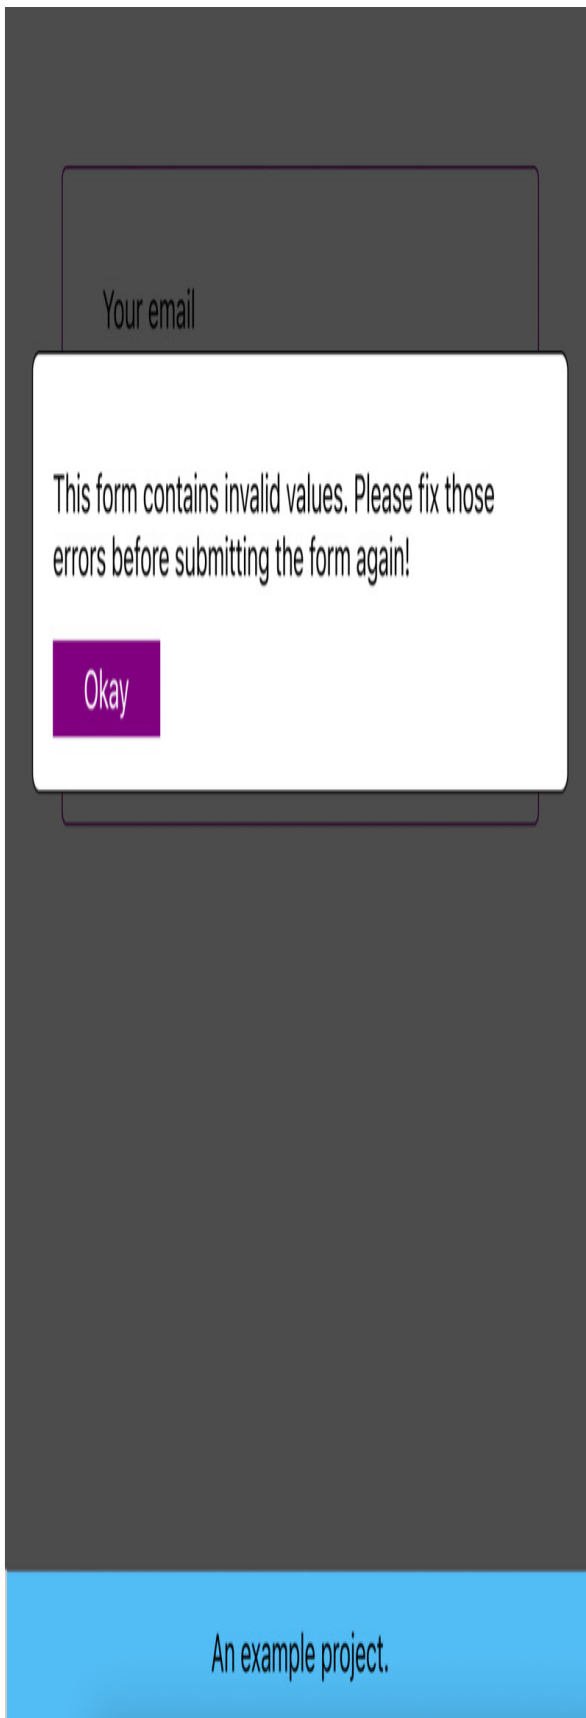 Your email
This form contains invalid values. Please fix those
errors before submitting the form again!
Okay
An example project.